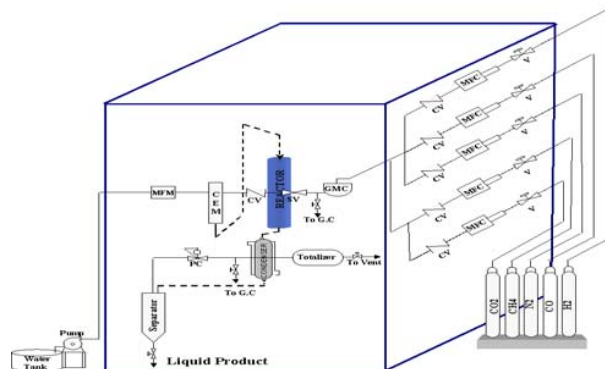 MFC
V
CV
MFC
V
CV
MFC
V
CV
MFC
V
CV
MFC
V
CV
GMC
REACTOR
MFM
CEM
CV
SV
To G.C
CONDENSER
Totalizer
To Vent
PC
To G.C
Separator
Pump
Water
Tank
Liquid Product
CO2
CH4
N2
CO
H2